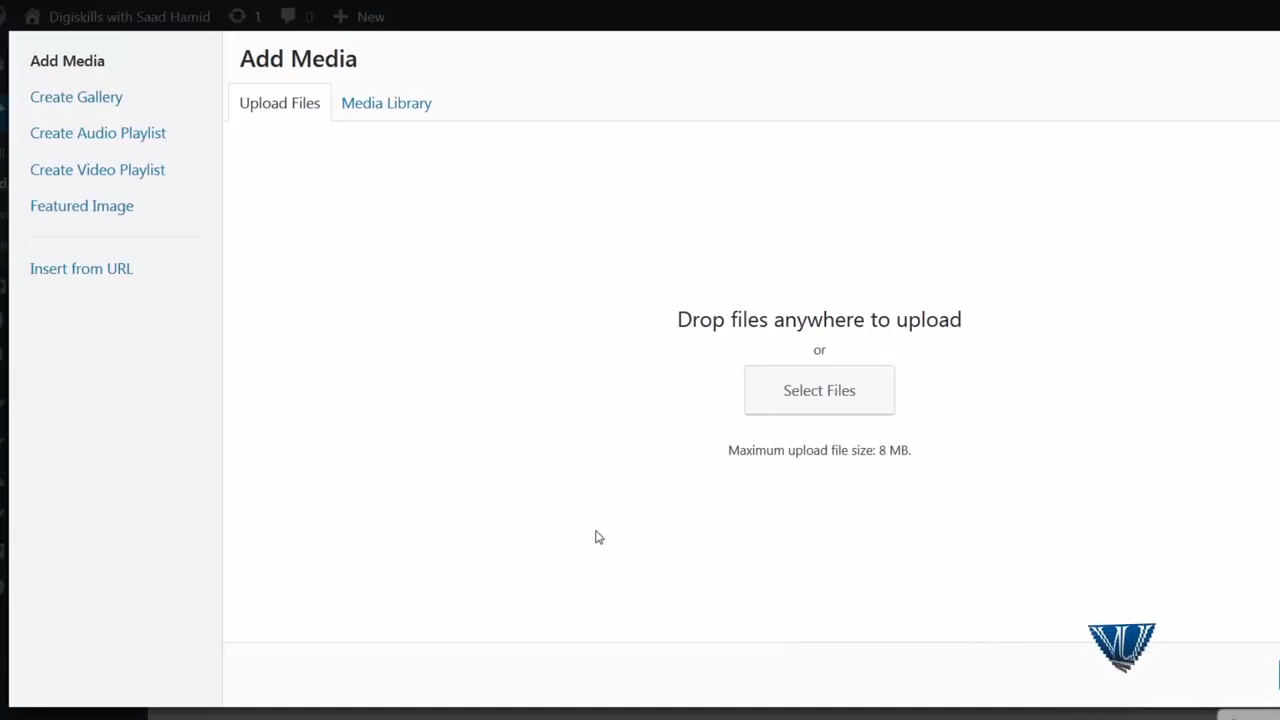 Digiskills with Saad Hamid 1 0 New
Add Media
Create Gallery
Create Audio Playlist
Create Video Playlist
Featured Image
Insert from URL
Add Media
Upload Files Media Library
Drop files anywhere to upload
or
Select Files
Maximum upload file size: 8 MB.
VU